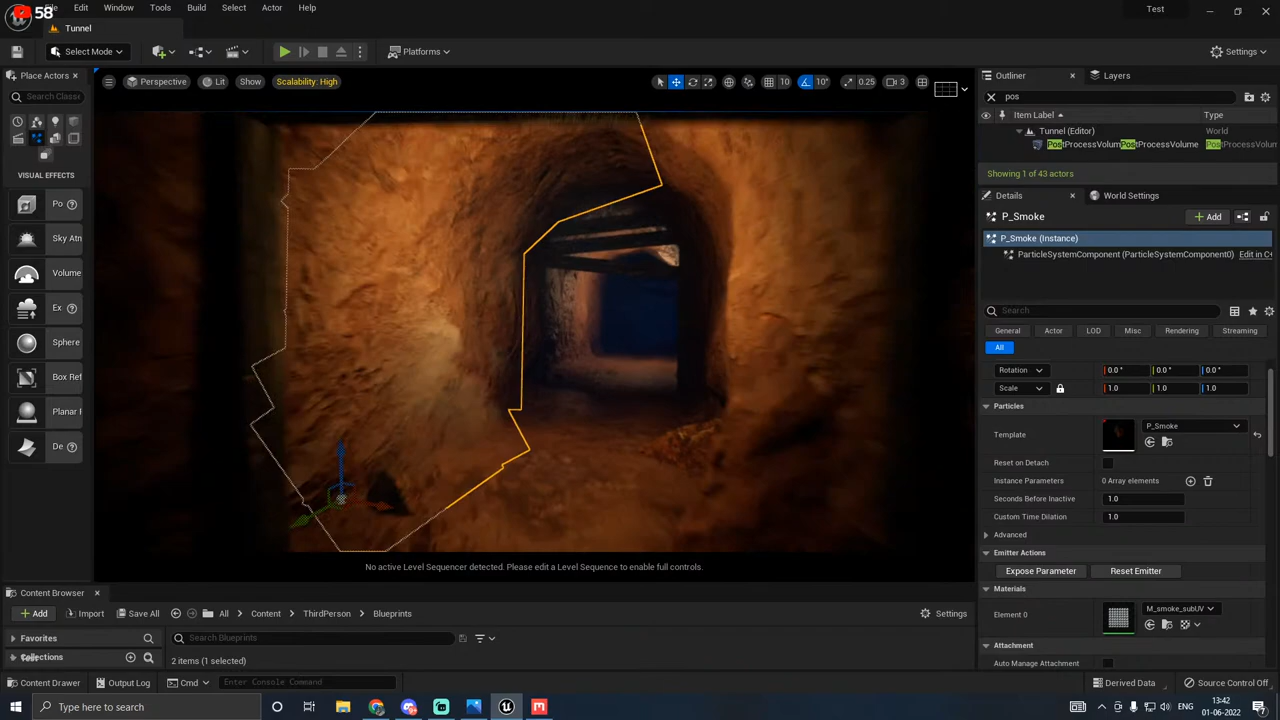 58
Edit
Window
Tools
Build
Select
Actor
Help
Test
Tunnel
Select Mode
Platforms
Settings
Place Actors
Search Classe
VISUAL EFFECTS
Po
Sky Atn
Volume
Ex
Sphere
Box Ref
Planar F
De
Perspective
Lit
Show
Scalability: High
10
10°
0.25
3
No active Level Sequencer detected. Please edit a Level Sequence to enable full controls.
Outliner
Layers
pos
Item Label
Type
Tunnel (Editor)
World
PostProcessVolum
PostProcessVolume
PostProcessVolum
Showing 1 of 43 actors
Details
World Settings
P_Smoke
Add
P_Smoke (Instance)
ParticleSystemComponent (ParticleSystemComponent0)
Edit in C+
Search
General
Actor
LOD
Misc
Rendering
Streaming
All
Rotation
0.0 °
0.0 °
0.0 °
Scale
1.0
1.0
1.0
Particles
Template
P_Smoke
Reset on Detach
Instance Parameters
0 Array elements
Seconds Before Inactive
1.0
Custom Time Dilation
1.0
Advanced
Emitter Actions
Expose Parameter
Reset Emitter
Materials
Element 0
M_smoke_subUV
Attachment
Auto Manage Attachment
Content Browser
Add
Import
Save All
All
Content
ThirdPerson
Blueprints
Settings
Favorites
Search Blueprints
Collections
2 items (1 selected)
Content Drawer
Output Log
Cmd
Enter Console Command
Derived Data
Source Control Off
Type here to search
13:42
01-06-2022